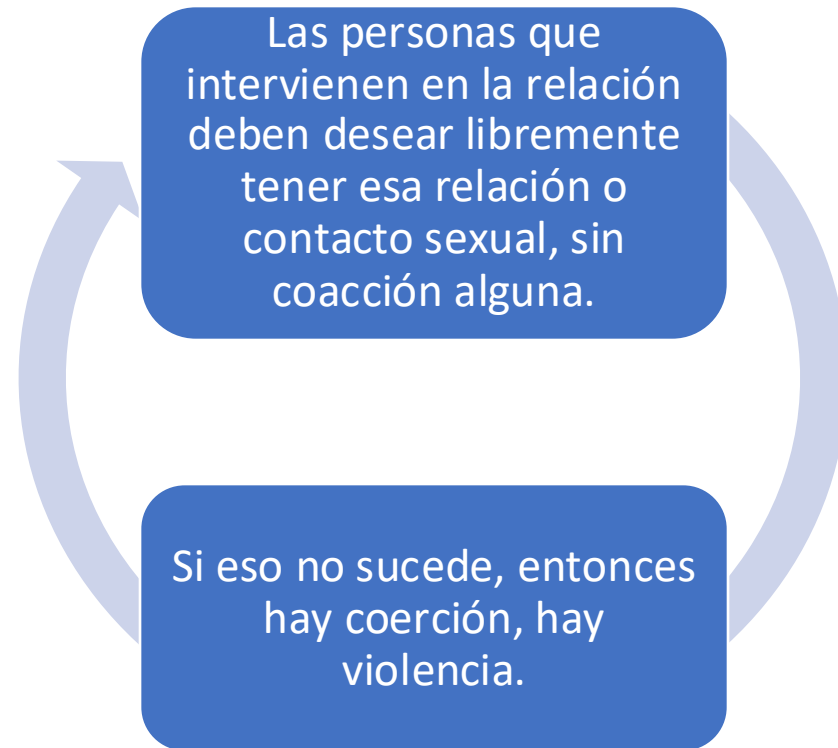 Las personas que
intervienen en la relación
deben desear libremente
tener esa relación o
contacto sexual, sin
coacción alguna.
Si eso no sucede, entonces
hay coerción, hay
violencia.